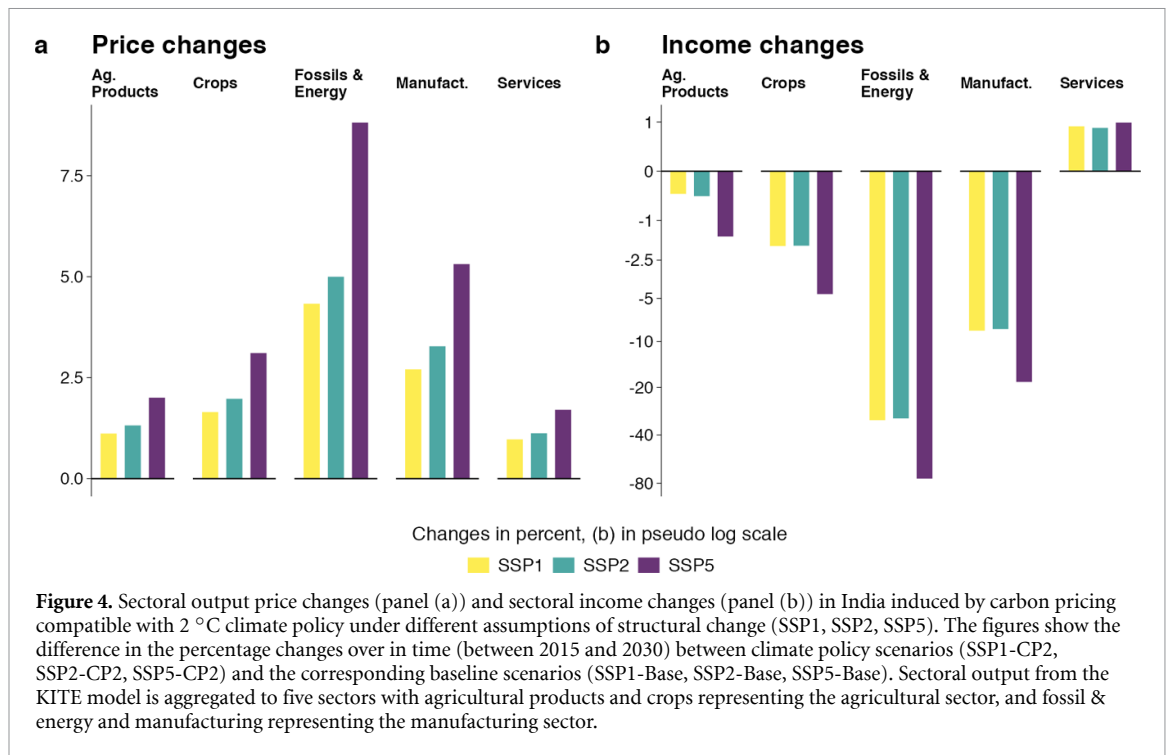 a Price changes
Ag. Products
Crops
Fossils & Energy
Manufact.
Services
7.5
5.0
2.5
0.0
b Income changes
Ag. Products
Crops
Fossils & Energy
Manufact.
Services
1
0
-1
-2.5
-5
-10
-20
-40
-80
Changes in percent, (b) in pseudo log scale
SSP1 SSP2 SSP5
Figure 4. Sectoral output price changes (panel (a)) and sectoral income changes (panel (b)) in India induced by carbon pricing
compatible with 2 °C climate policy under different assumptions of structural change (SSP1, SSP2, SSP5). The figures show the
difference in the percentage changes over in time (between 2015 and 2030) between climate policy scenarios (SSP1-CP2,
SSP2-CP2, SSP5-CP2) and the corresponding baseline scenarios (SSP1-Base, SSP2-Base, SSP5-Base). Sectoral output from the
KITE model is aggregated to five sectors with agricultural products and crops representing the agricultural sector, and fossil &
energy and manufacturing representing the manufacturing sector.